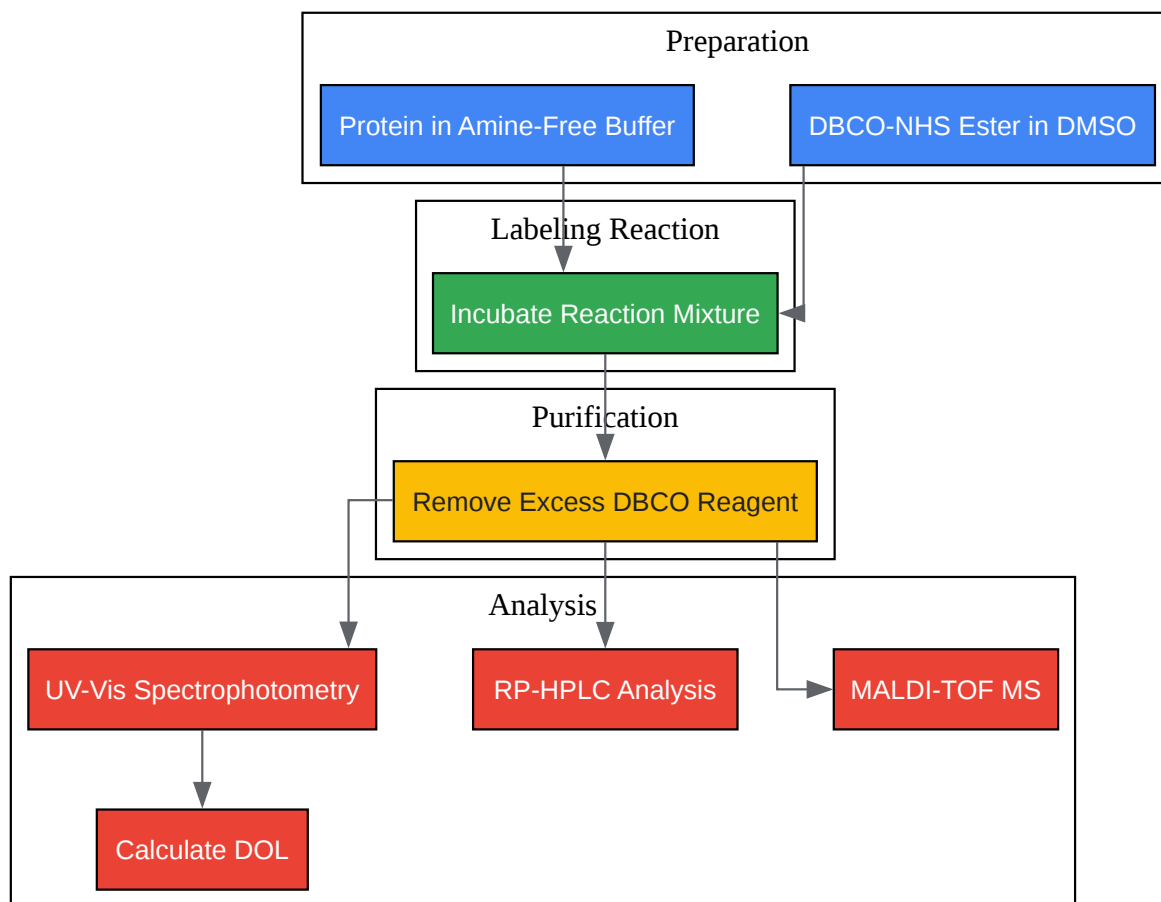 Preparation
Protein in Amine-Free Buffer
DBCO-NHS Ester in DMSO
Labeling Reaction
Incubate Reaction Mixture
Purification
Remove Excess DBCO Reagent
Analysis
UV-Vis Spectrophotometry
RP-HPLC Analysis
MALDI-TOF MS
Calculate DOL